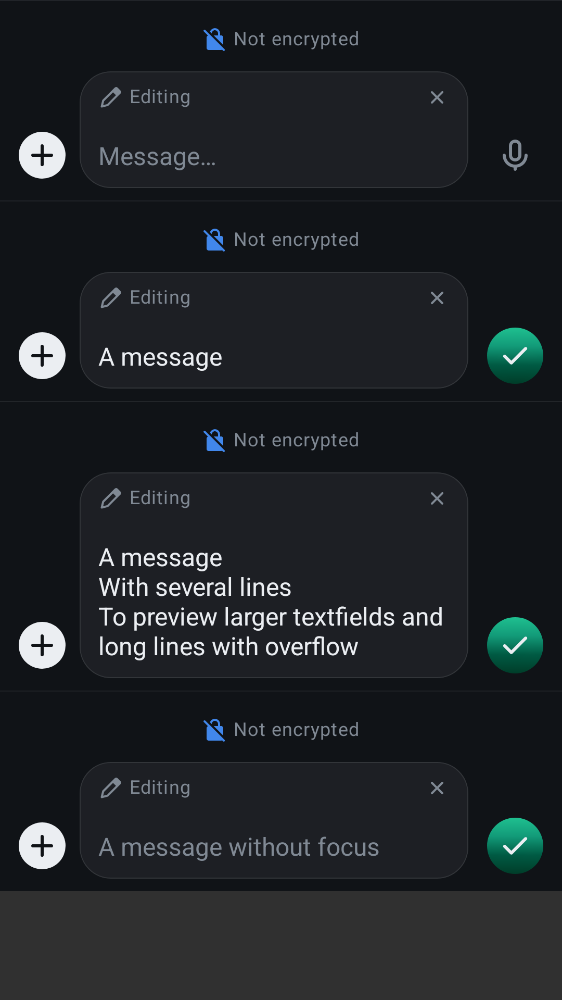 Not encrypted
Editing
Message…
Not encrypted
Editing
A message
Not encrypted
Editing
A message
With several lines
To preview larger textfields and
long lines with overflow
Not encrypted
Editing
A message without focus